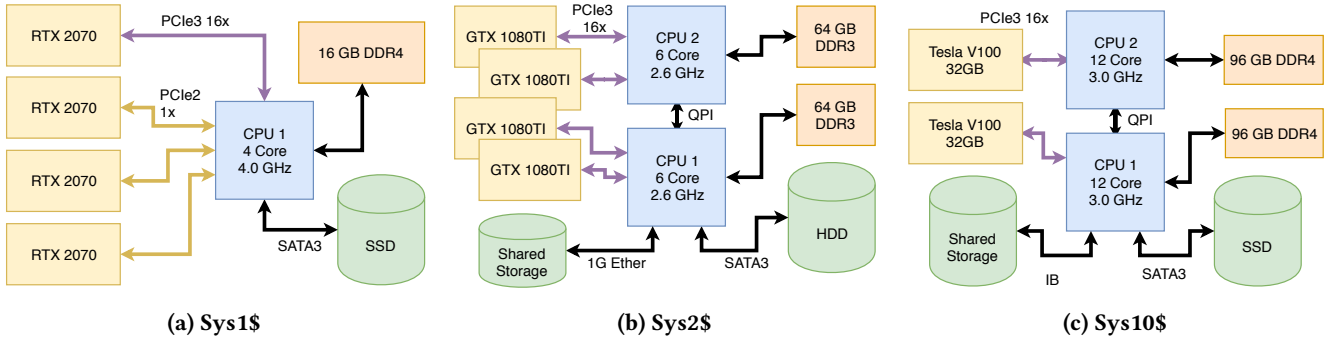 RTX 2070
PCIe3 16x
16 GB DDR4
RTX 2070
PCIe2
1x
CPU 1
4 Core
4.0 GHz
RTX 2070
RTX 2070
SATA3
SSD
(a) Sys1$
GTX 1080TI
PCIe3
16x
CPU 2
6 Core
2.6 GHz
64 GB
DDR3
GTX 1080TI
QPI
GTX 1080TI
64 GB
DDR3
CPU 1
6 Core
2.6 GHz
GTX 1080TI
Shared
Storage
1G Ether
SATA3
HDD
(b) Sys2$
PCIe3 16x
Tesla V100
32GB
CPU 2
12 Core
3.0 GHz
96 GB DDR4
QPI
Tesla V100
32GB
96 GB DDR4
CPU 1
12 Core
3.0 GHz
Shared
Storage
IB
SATA3
SSD
(c) Sys10$